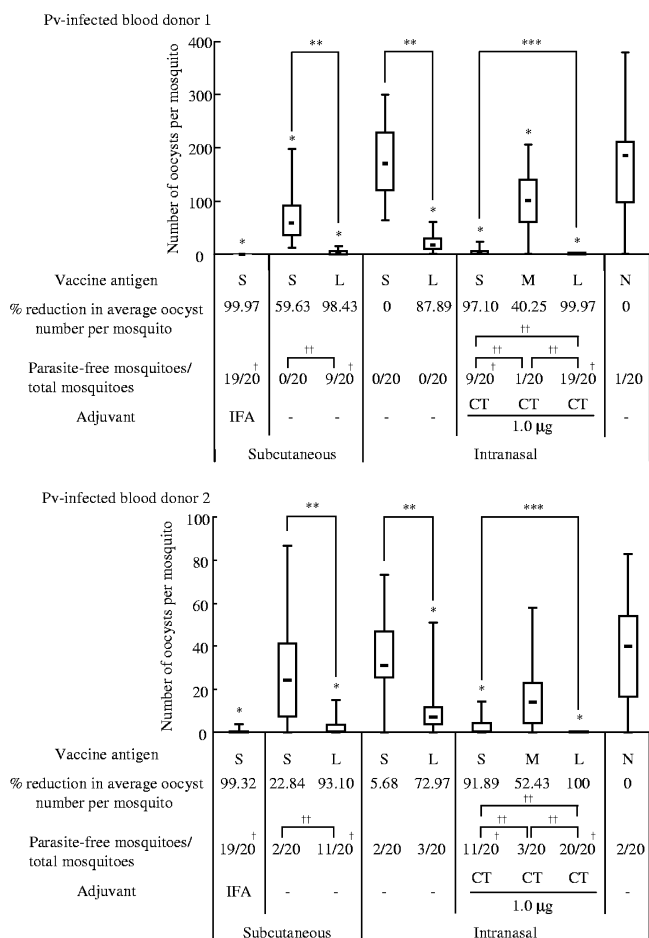 Pv-infected blood donor 1
Number of oocysts per mosquito
400
300
200
100
0
** ** ***
* * * * * *
Vaccine antigen S S L S L S M L N
% reduction in average oocyst number per mosquito 99.97 59.63 98.43 0 87.89 97.10 40.25 99.97 0
††
†† †† ††
Parasite-free mosquitoes/ total mosquitoes 19/20† 0/20 9/20† 0/20 0/20 9/20† 1/20 19/20† 1/20
Adjuvant IFA - - - - CT CT CT -
1.0 µg
Subcutaneous Intranasal
Pv-infected blood donor 2
Number of oocysts per mosquito
100
80
60
40
20
0
** ** ***
* * * * *
Vaccine antigen S S L S L S M L N
% reduction in average oocyst number per mosquito 99.32 22.84 93.10 5.68 72.97 91.89 52.43 100 0
††
†† †† ††
Parasite-free mosquitoes/ total mosquitoes 19/20† 2/20 11/20† 2/20 3/20 11/20† 3/20 20/20† 2/20
Adjuvant IFA - - - - CT CT CT -
1.0 µg
Subcutaneous Intranasal